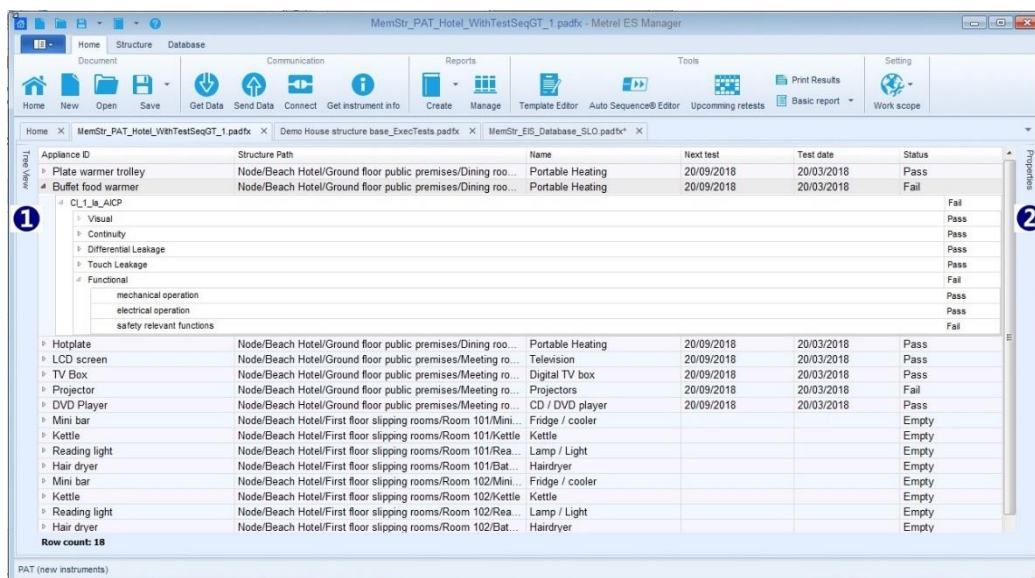 MemStr_PAT_Hotel_WithTestSeqGT_1.padfx - Metrel ES Manager
Home Structure Database
Document Communication Reports Tools Setting
Home New Open Save Get Data Send Data Connect Get instrument info Create Manage Template Editor Auto Sequence® Editor Upcomming retests Print Results Basic report Work scope
Home X MemStr_PAT_Hotel_WithTestSeqGT_1.padfx X Demo House structure base_ExecTests.padfx X MemStr_EIS_Database_SLO.padfx* X
Tree View
Properties
1
2
Appliance ID Structure Path Name Next test Test date Status
Plate warmer trolley Node/Beach Hotel/Ground floor public premises/Dining roo... Portable Heating 20/09/2018 20/03/2018 Pass
Buffet food warmer Node/Beach Hotel/Ground floor public premises/Dining roo... Portable Heating 20/09/2018 20/03/2018 Fail
CI_1_Ia_AICP Fail
Visual Pass
Continuity Pass
Differential Leakage Pass
Touch Leakage Pass
Functional Fail
mechanical operation Pass
electrical operation Pass
safety relevant functions Fail
Hotplate Node/Beach Hotel/Ground floor public premises/Dining roo... Portable Heating 20/09/2018 20/03/2018 Pass
LCD screen Node/Beach Hotel/Ground floor public premises/Meeting ro... Television 20/09/2018 20/03/2018 Pass
TV Box Node/Beach Hotel/Ground floor public premises/Meeting ro... Digital TV box 20/09/2018 20/03/2018 Pass
Projector Node/Beach Hotel/Ground floor public premises/Meeting ro... Projectors 20/09/2018 20/03/2018 Fail
DVD Player Node/Beach Hotel/Ground floor public premises/Meeting ro... CD / DVD player 20/09/2018 20/03/2018 Pass
Mini bar Node/Beach Hotel/First floor slipping rooms/Room 101/Mini... Fridge / cooler Empty
Kettle Node/Beach Hotel/First floor slipping rooms/Room 101/Kettle Kettle Empty
Reading light Node/Beach Hotel/First floor slipping rooms/Room 101/Rea... Lamp / Light Empty
Hair dryer Node/Beach Hotel/First floor slipping rooms/Room 101/Bat... Hairdryer Empty
Mini bar Node/Beach Hotel/First floor slipping rooms/Room 102/Mini... Fridge / cooler Empty
Kettle Node/Beach Hotel/First floor slipping rooms/Room 102/Kettle Kettle Empty
Reading light Node/Beach Hotel/First floor slipping rooms/Room 102/Rea... Lamp / Light Empty
Hair dryer Node/Beach Hotel/First floor slipping rooms/Room 102/Bat... Hairdryer Empty
Row count: 18
PAT (new instruments)